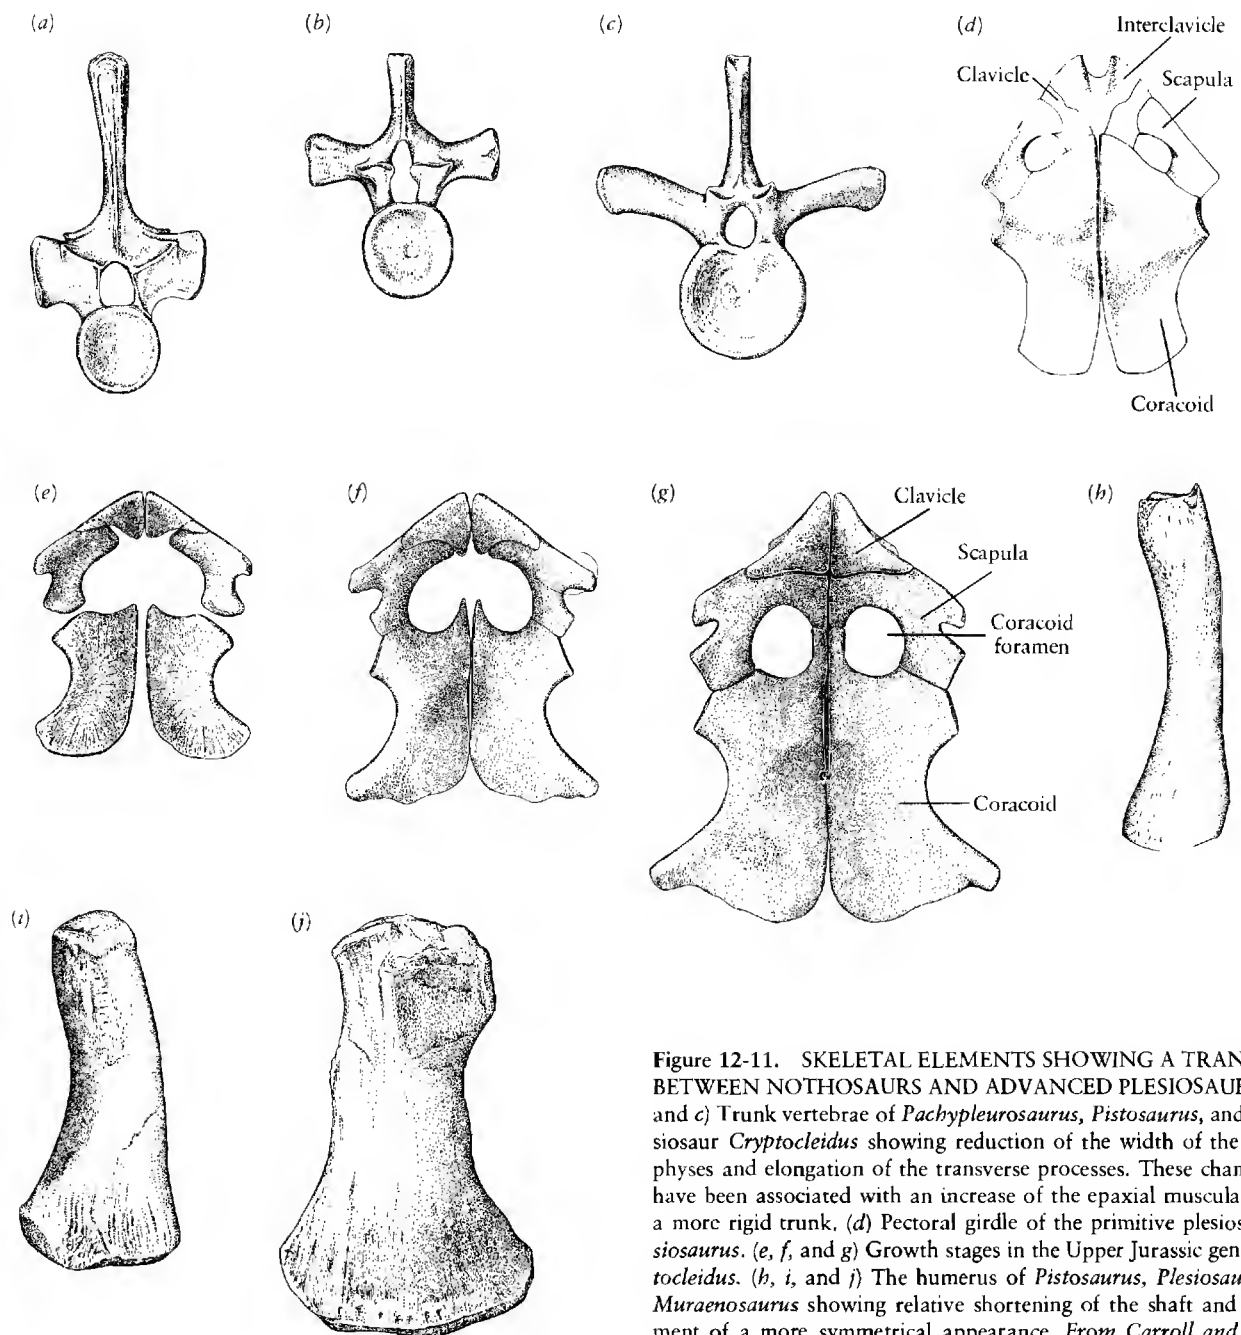 (a)
(b)
(c)
(d)
Interclavicle
Clavicle
Scapula
Coracoid
(e)
(f)
(g)
Clavicle
Scapula
Coracoid
foramen
Coracoid
(h)
(i)
(j)
Figure 12-11. SKELETAL ELEMENTS SHOWING A TRAN
BETWEEN NOTHOSAURS AND ADVANCED PLESIOSAU
and c) Trunk vertebrae of Pachypleurosaurus, Pistosaurus, and
siosaur Cryptocleidus showing reduction of the width of the
physes and elongation of the transverse processes. These chan
have been associated with an increase of the epaxial muscula
a more rigid trunk. (d) Pectoral girdle of the primitive plesios
siosaurus. (e, f, and g) Growth stages in the Upper Jurassic gen
tocleidus. (h, i, and j) The humerus of Pistosaurus, Plesiosau
Muraenosaurus showing relative shortening of the shaft and
ment of a more symmetrical appearance. From Carroll and